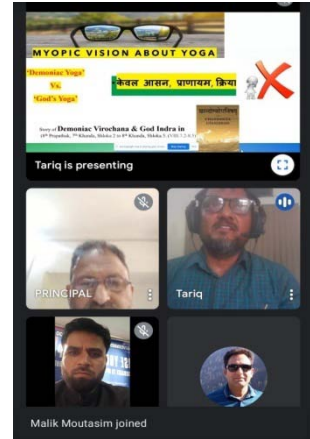 MYOPIC VISION ABOUT YOGA
'Demoniac Yoga'
Vs.
'God's Yoga'
केवल आसन, प्राणायम, क्रिया
Story of Demoniac Virochana & God Indra in
Tariq is presenting
PRINCIPAL
Tariq
Malik Moutasim joined